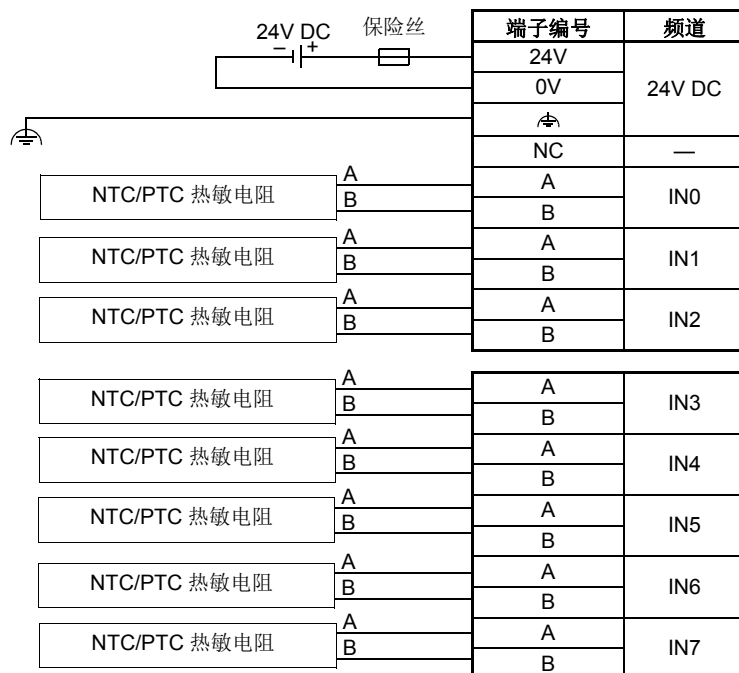 24V DC 保险丝 端子编号 频道
− +
24V
0V 24V DC
NC —
NTC/PTC 热敏电阻 A A IN0
B B
NTC/PTC 热敏电阻 A A IN1
B B
NTC/PTC 热敏电阻 A A IN2
B B
NTC/PTC 热敏电阻 A A IN3
B B
NTC/PTC 热敏电阻 A A IN4
B B
NTC/PTC 热敏电阻 A A IN5
B B
NTC/PTC 热敏电阻 A A IN6
B B
NTC/PTC 热敏电阻 A A IN7
B B